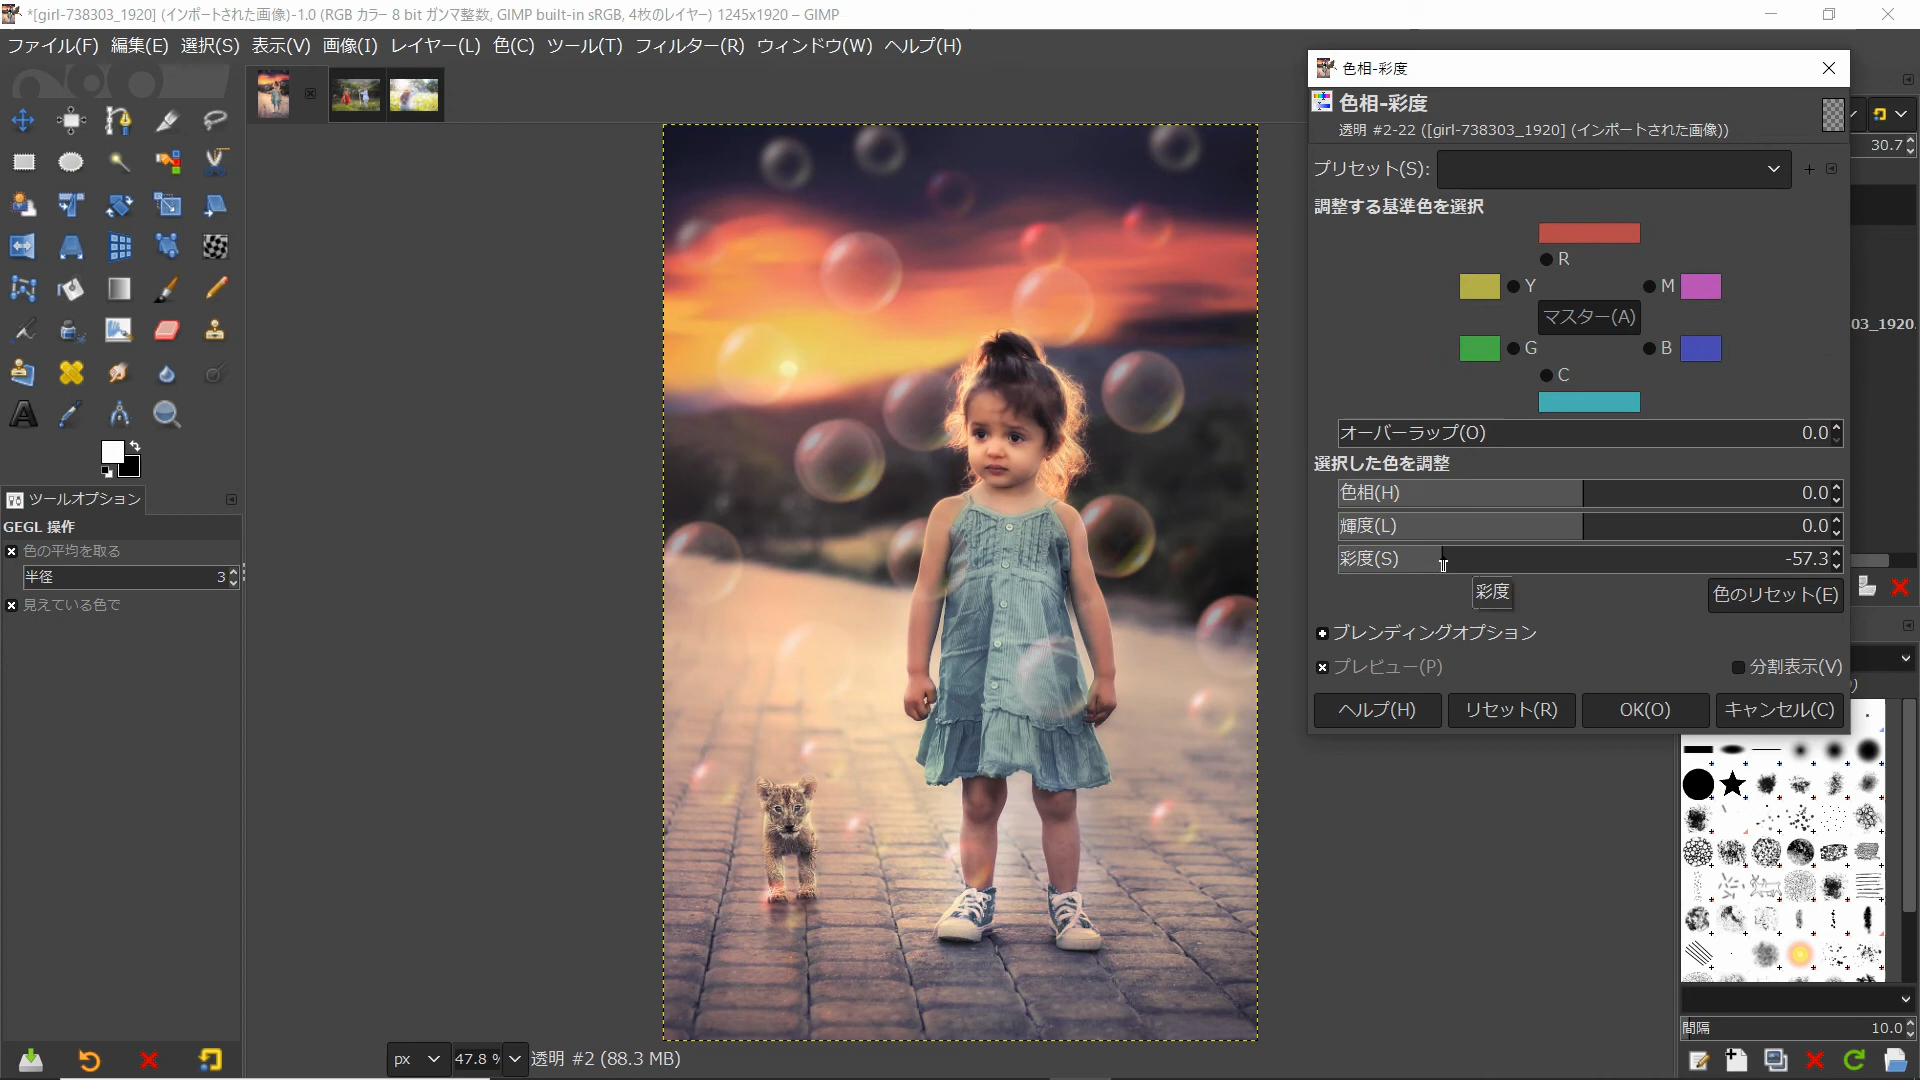 *[girl-738303_1920] (インポートされた画像)-1.0 (RGB カラー 8 bit ガンマ整数, GIMP built-in sRGB, 4枚のレイヤー) 1245x1920 – GIMP
ファイル(F) 編集(E) 選択(S) 表示(V) 画像(I) レイヤー(L) 色(C) ツール(T) フィルター(R) ウィンドウ(W) ヘルプ(H)
色相-彩度
色相-彩度
透明 #2-22 ([girl-738303_1920] (インポートされた画像))
30.7
プリセット(S):
調整する基準色を選択
R
Y
M
マスター(A)
03_1920.
G
B
C
オーバーラップ(O) 0.0
選択した色を調整
色相(H) 0.0
輝度(L) 0.0
彩度(S) -57.3
彩度
色のリセット(E)
ブレンディングオプション
プレビュー(P)
分割表示(V)
ヘルプ(H)
リセット(R)
OK(O)
キャンセル(C)
ツールオプション
GEGL 操作
色の平均を取る
半径 3
見えている色で
間隔 10.0
px
47.8 %
透明 #2 (88.3 MB)